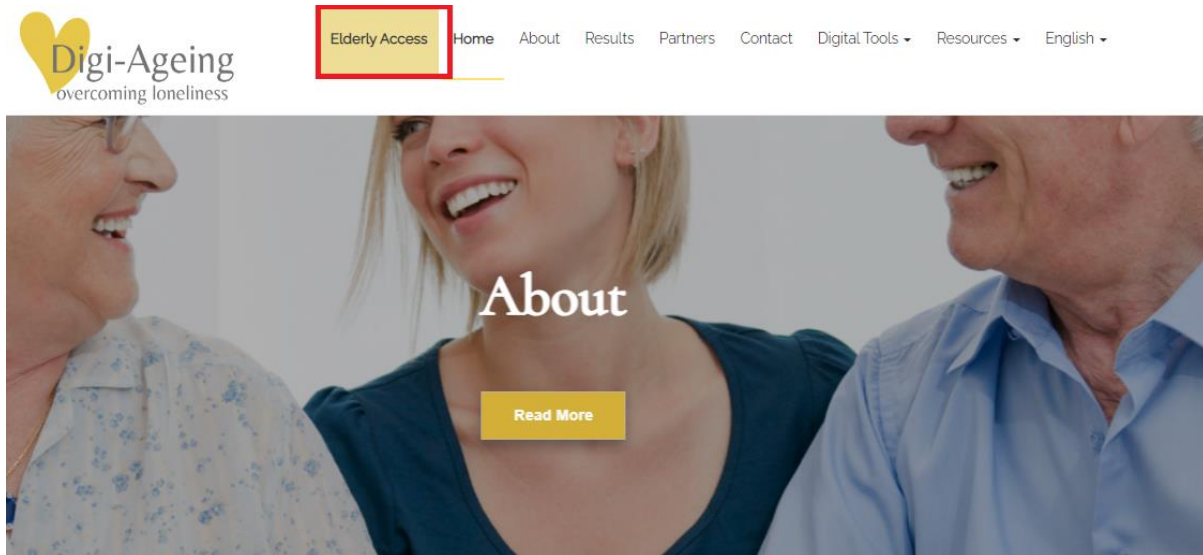 Digi-Ageing
overcoming loneliness
Elderly Access Home About Results Partners Contact Digital Tools Resources English
About
Read More